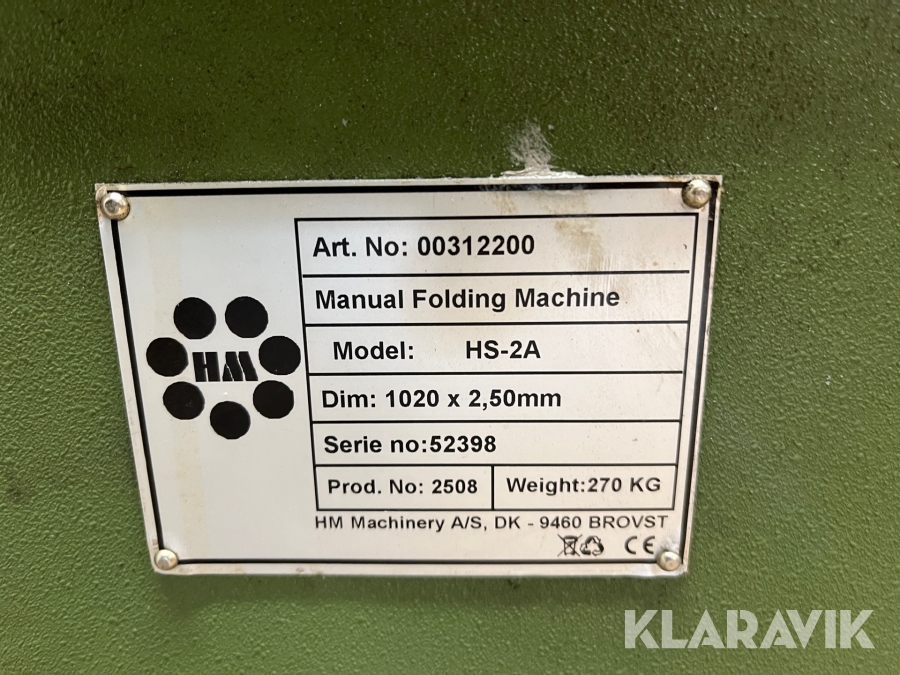 HM
Art. No: 00312200
Manual Folding Machine
Model: HS-2A
Dim: 1020 x 2,50mm
Serie no:52398
Prod. No: 2508 Weight:270 KG
HM Machinery A/S, DK - 9460 BROVST
CE
KLARAVIK